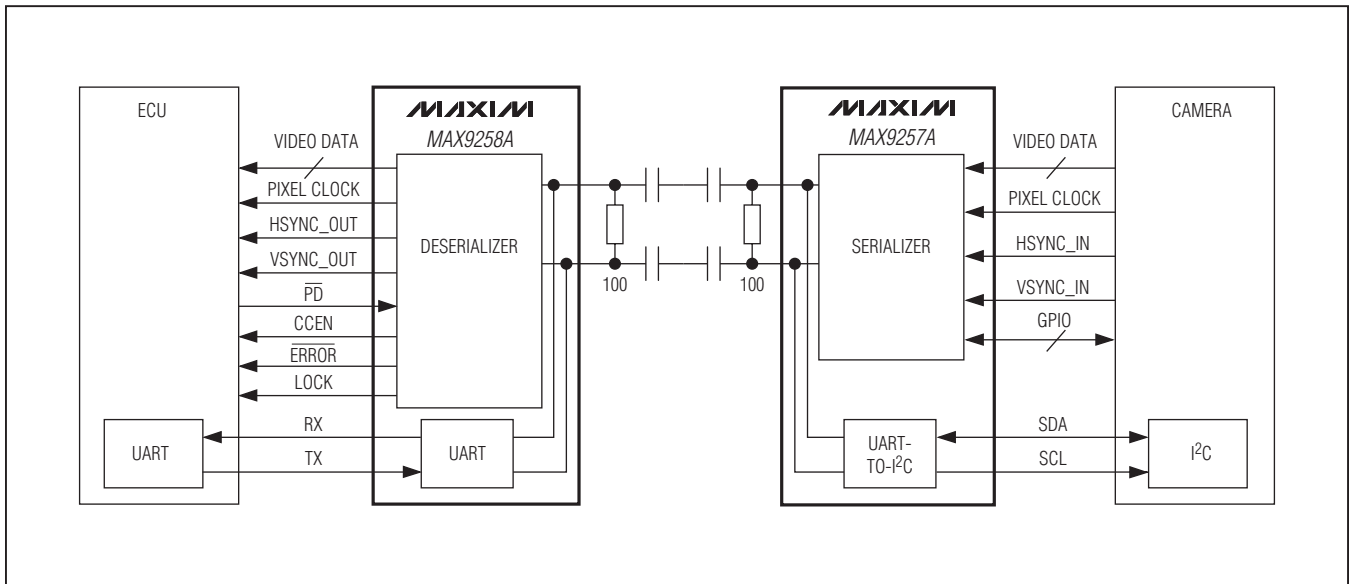 ECU
MAXIM
MAX9258A
MAXIM
MAX9257A
CAMERA
VIDEO DATA
PIXEL CLOCK
HSYNC_OUT
VSYNC_OUT
PD
CCEN
ERROR
LOCK
DESERIALIZER
100
100
SERIALIZER
VIDEO DATA
PIXEL CLOCK
HSYNC_IN
VSYNC_IN
GPIO
UART
RX
TX
UART
UART-
TO-I²C
SDA
SCL
I²C